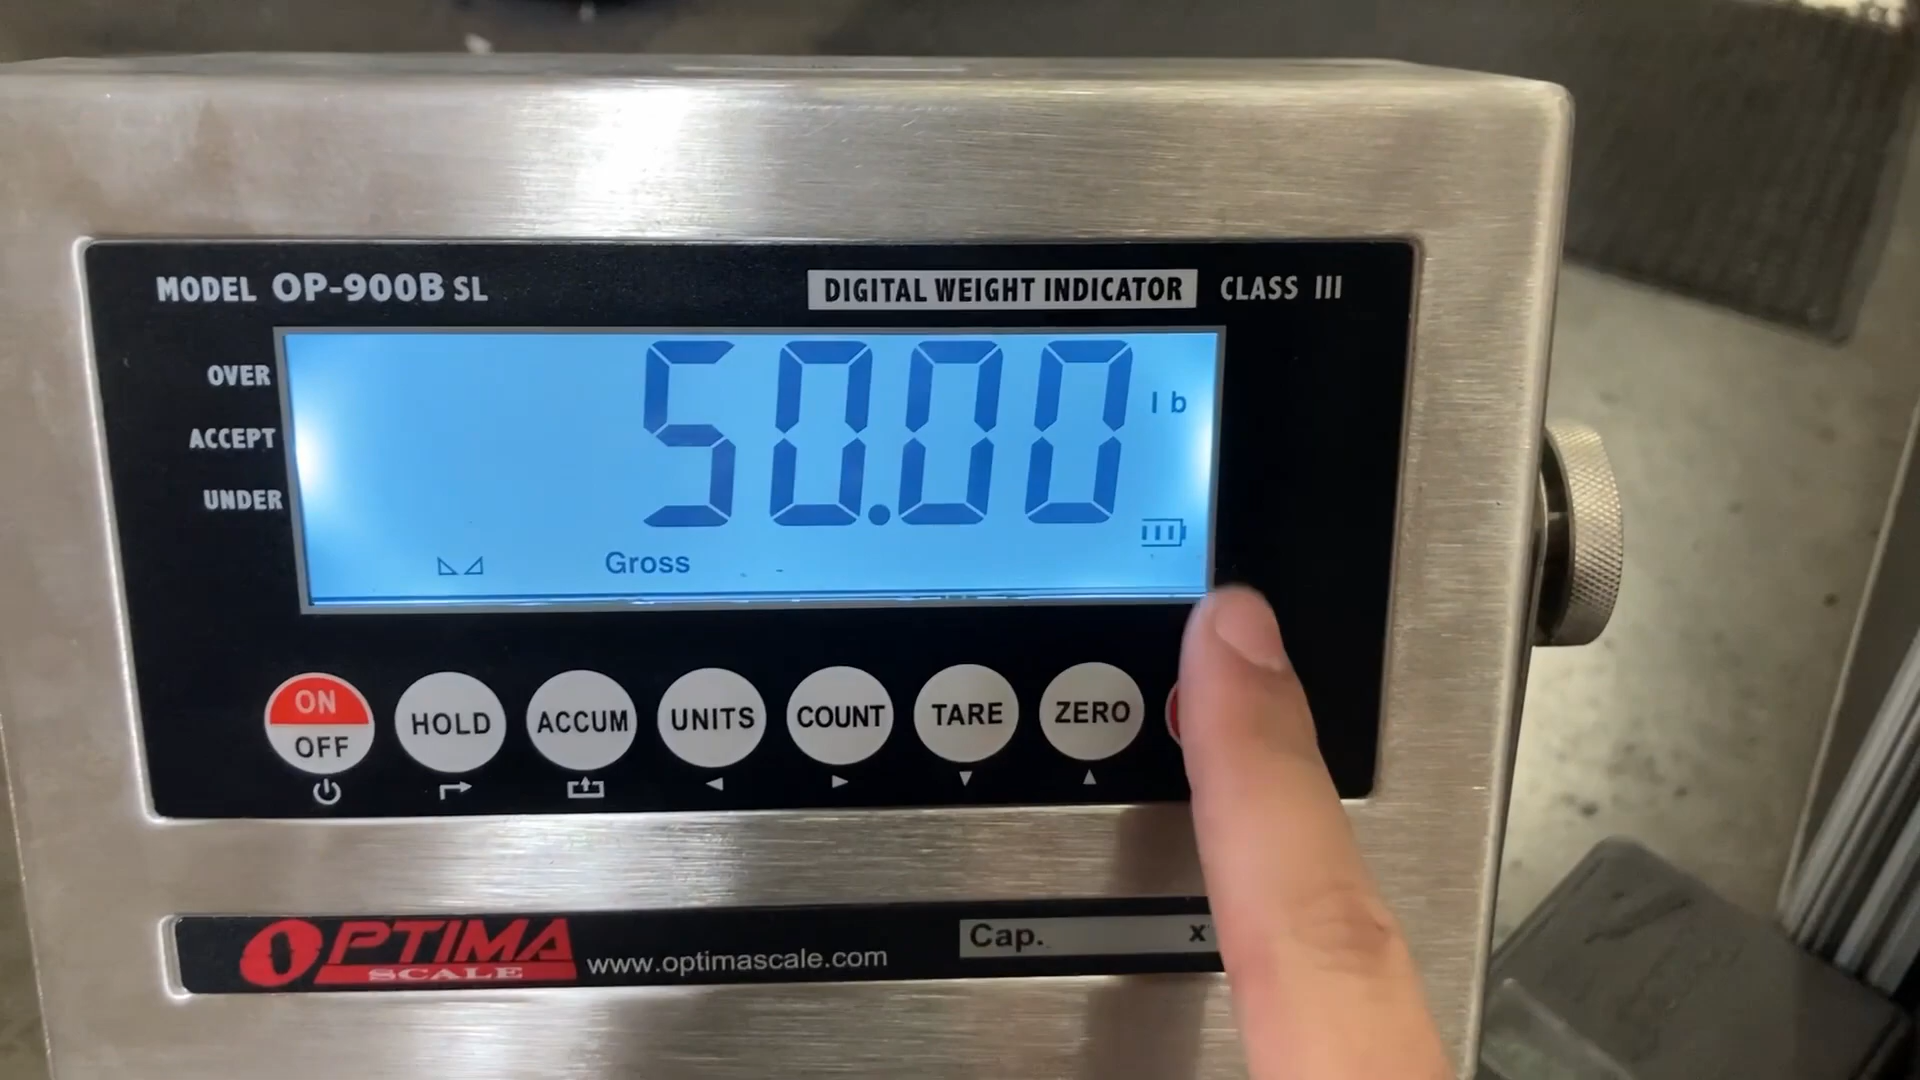 MODEL OP-900B SL
DIGITAL WEIGHT INDICATOR CLASS III
OVER
ACCEPT
UNDER
50.00 lb
Gross
ON
OFF
HOLD
ACCUM
UNITS
COUNT
TARE
ZERO
OPTIMA
SCALE
www.optimascale.com
Cap. x